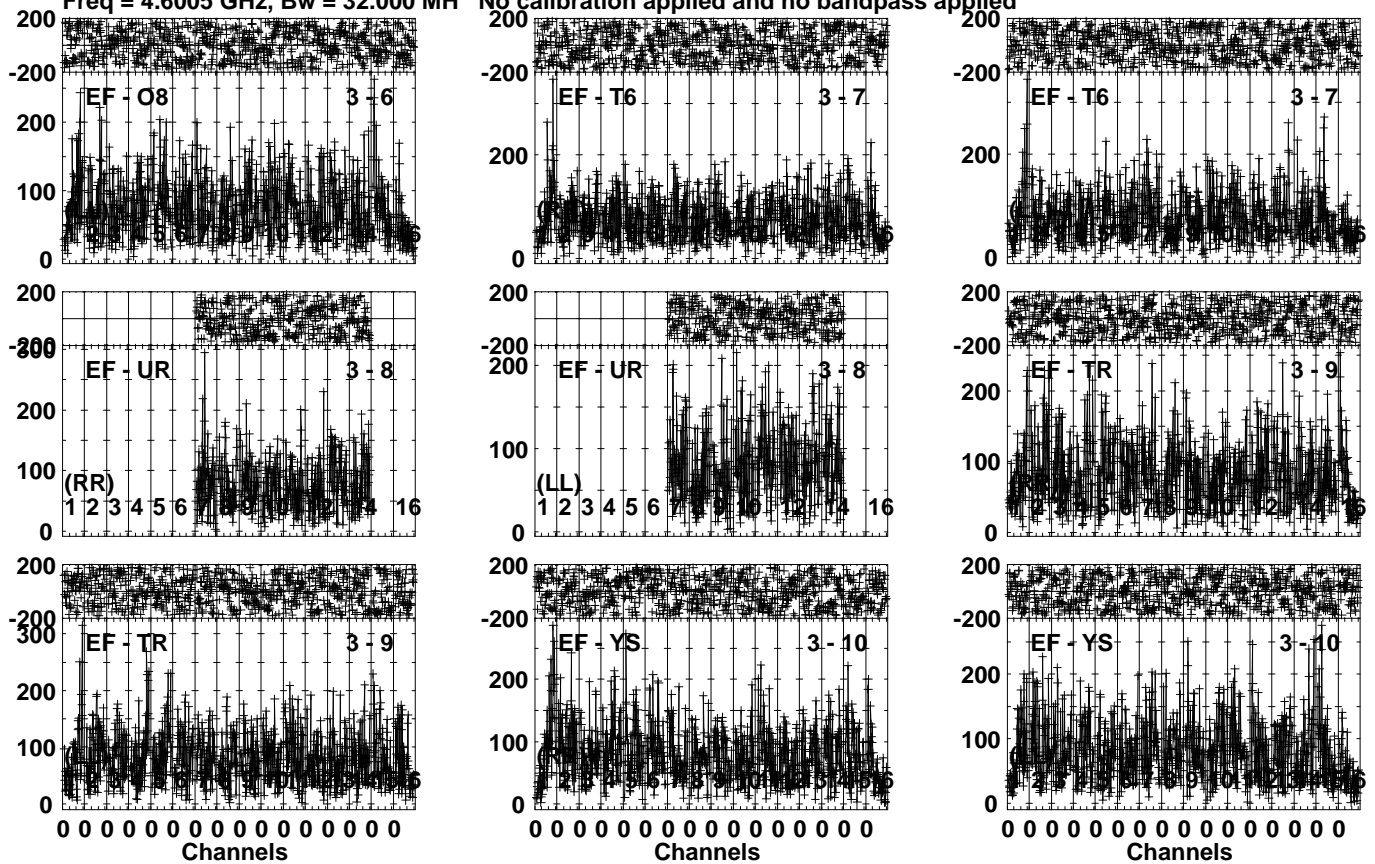 Freq = 4.6005 GHz, Bw = 32.000 MH No calibration applied and no bandpass applied
200 200 200
-200 -200 -200
EF - O8 3 - 6 EF - T6 3 - 7 EF - T6 3 - 7
200 200 200
100
0 0 0
200 200 200
-200 -200 -200
300
EF - UR 3 - 8 EF - UR 3 - 8 EF - TR 3 - 9
200 200 200
100 100 100
(RR) (LL)
1 2 3 4 5 6 7 8 9 10 12 14 16 1 2 3 4 5 6 7 8 9 10 12 14 16
0 0 0
200 200 200
-200 -200 -200
300
EF - TR 3 - 9 EF - YS 3 - 10 EF - YS 3 - 10
200 200 200
100 100 100
0 0 0
0 0 0 0 0 0 0 0 0 0 0 0 0 0 0 0 0 0 0 0 0 0 0 0 0 0 0 0 0 0 0 0 0 0 0 0 0 0 0 0 0 0 0 0 0 0 0 0
Channels Channels Channels